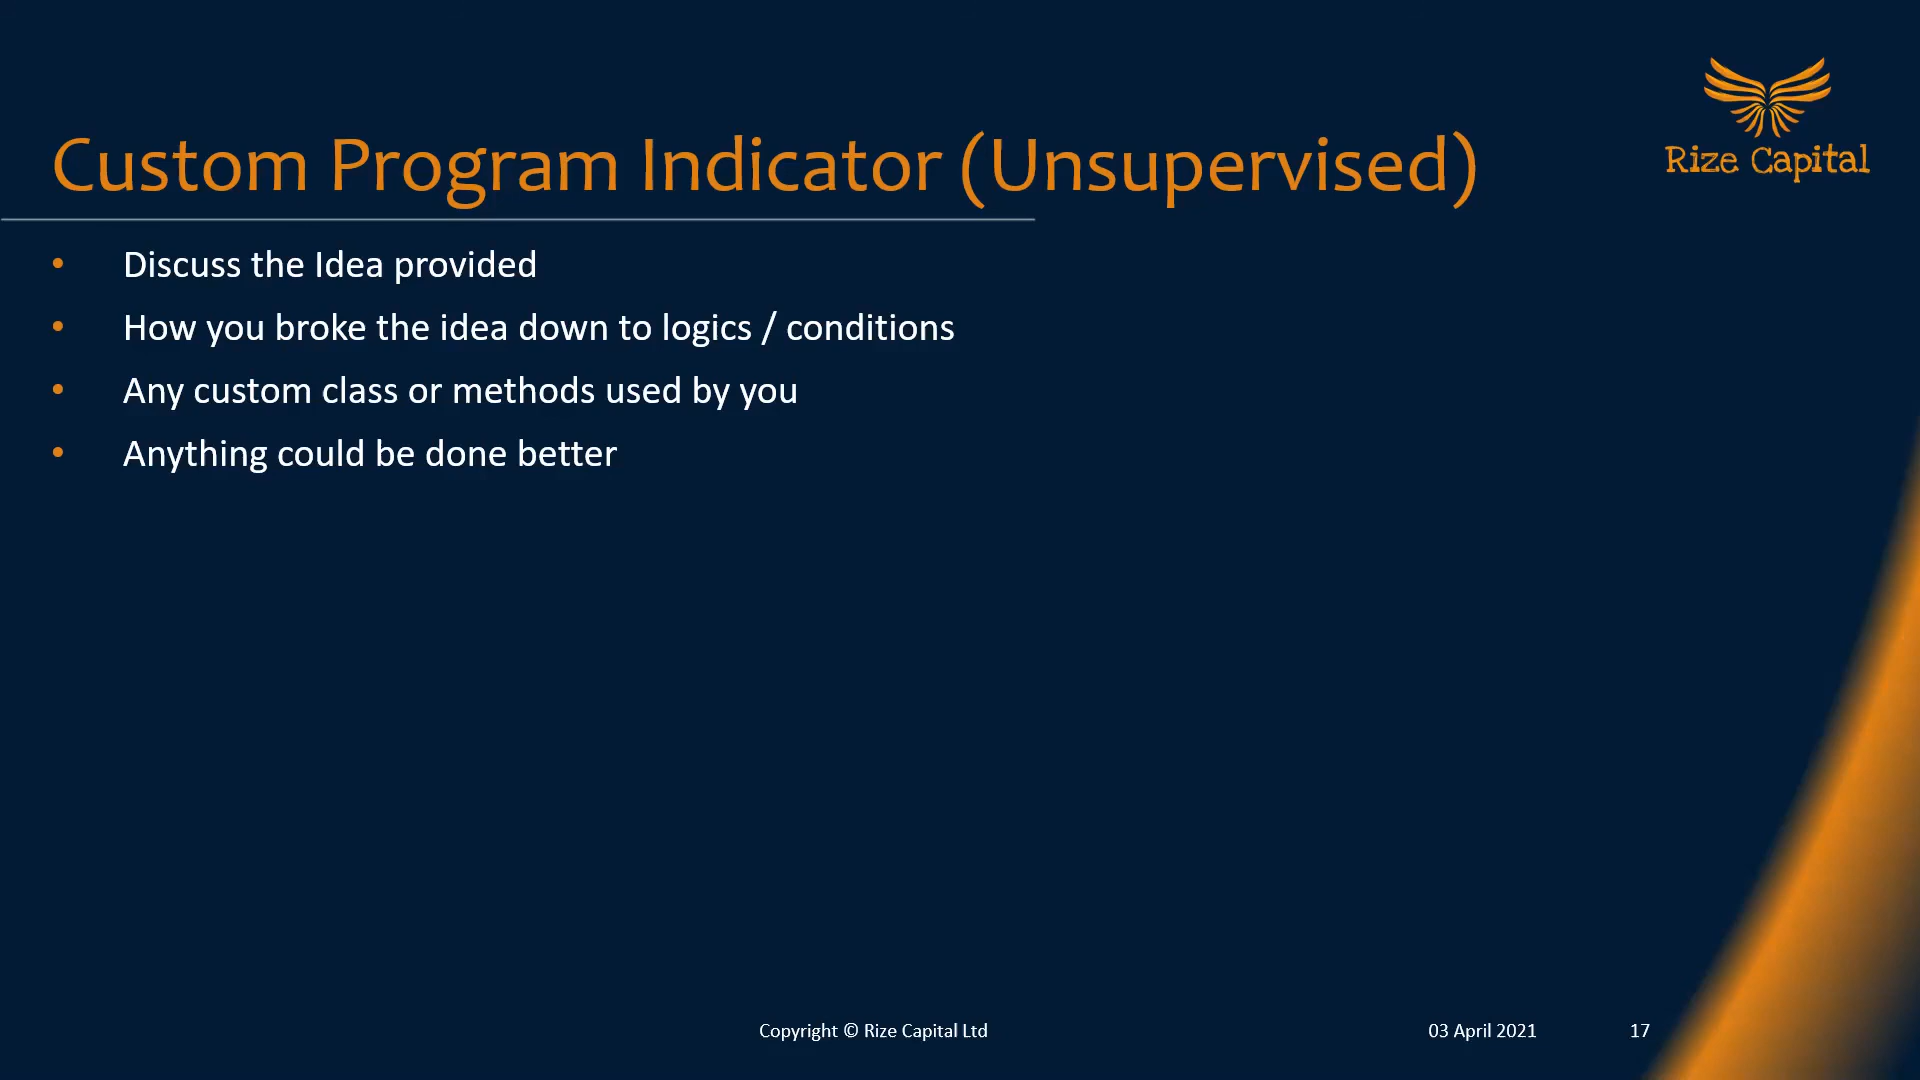 Rize Capital
Custom Program Indicator (Unsupervised)
• Discuss the Idea provided
• How you broke the idea down to logics / conditions
• Any custom class or methods used by you
• Anything could be done better
Copyright © Rize Capital Ltd
03 April 2021
17